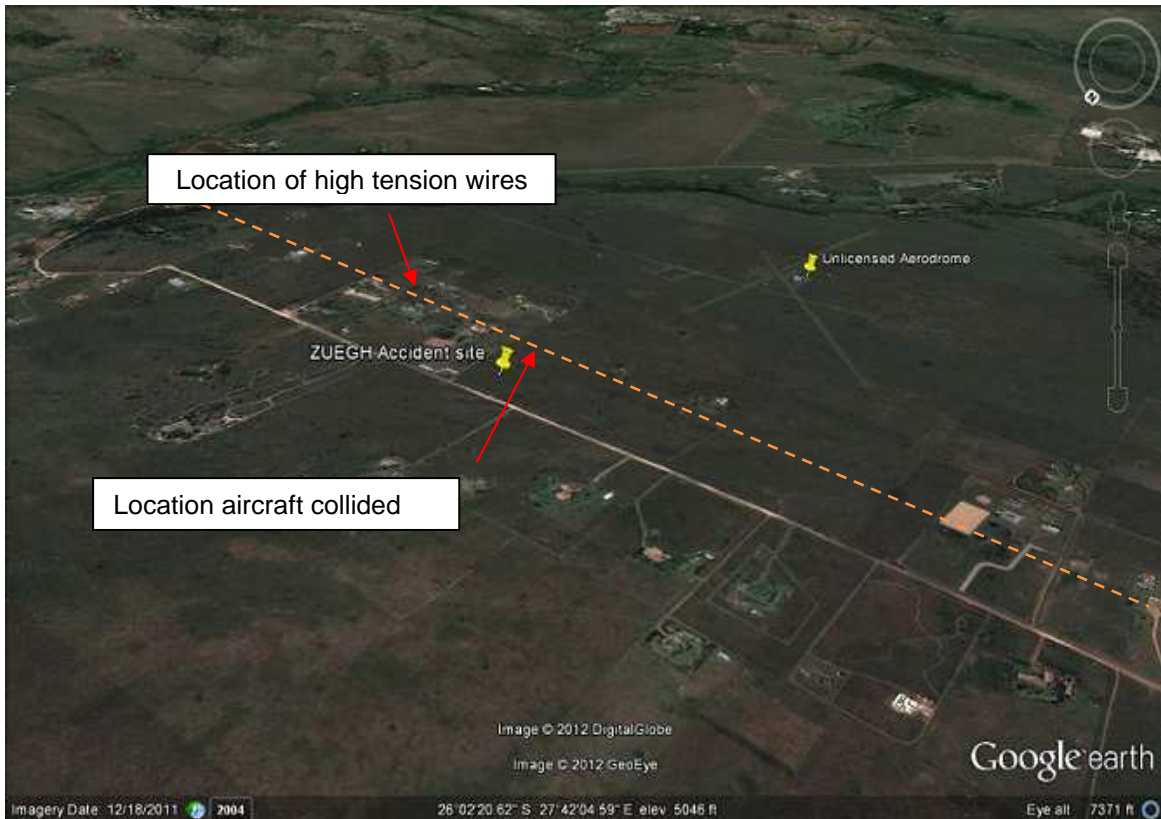 Location of high tension wires
Unlicensed Aerodrome
ZUEGH Accident site
Location aircraft collided
Image © 2012 DigitalGlobe
Image © 2012 GeoEye
Google earth
Imagery Date: 12/18/2011 2004 26°02'20.62" S 27°42'04.59" E elev 5046 ft Eye alt 7371 ft
N